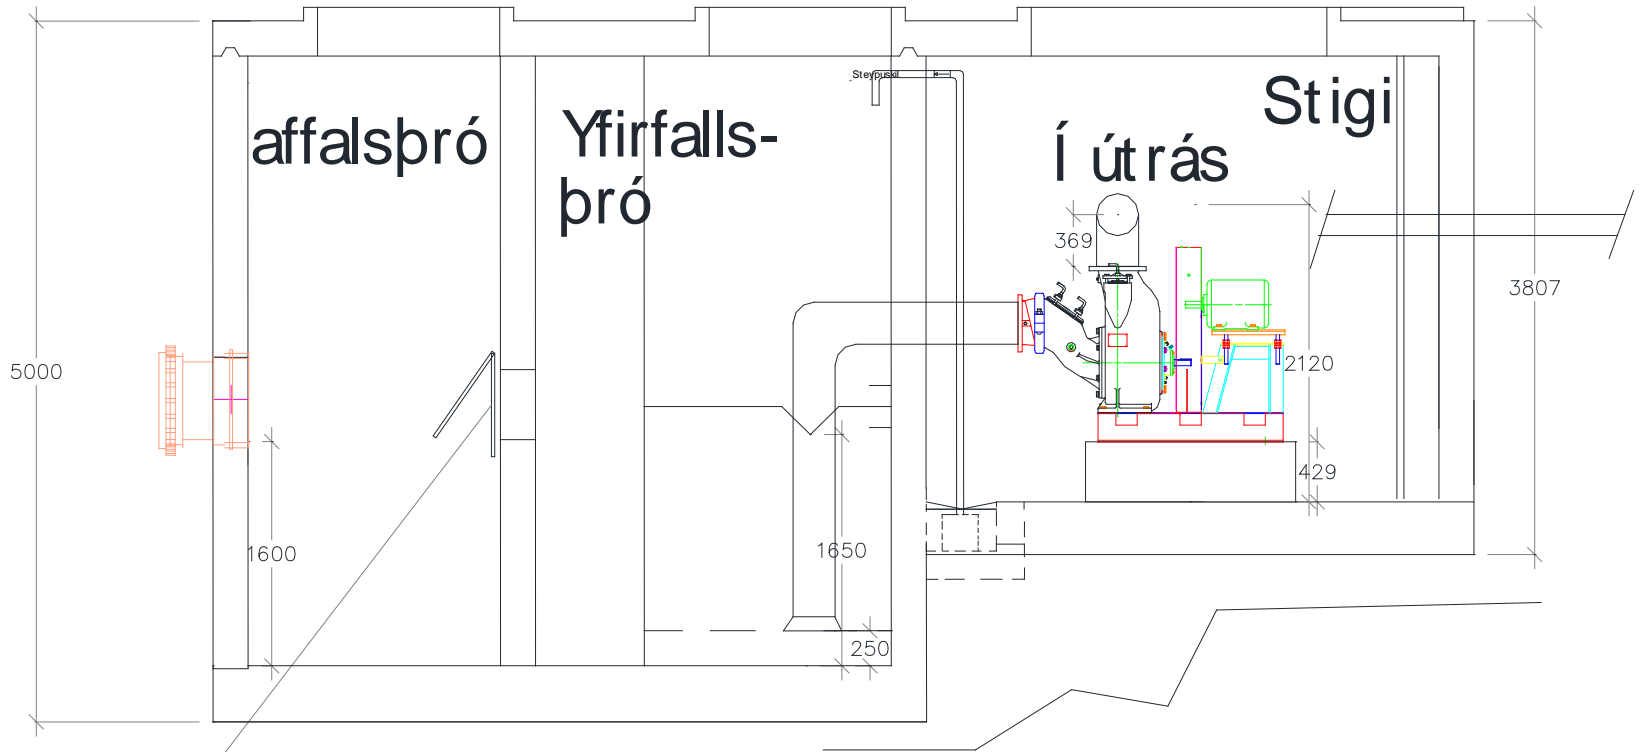 Steypuskil
Stigi
affalsþró
Yfirfalls-
þró
Í útrás
369
3807
5000
2120
429
1600
1650
250